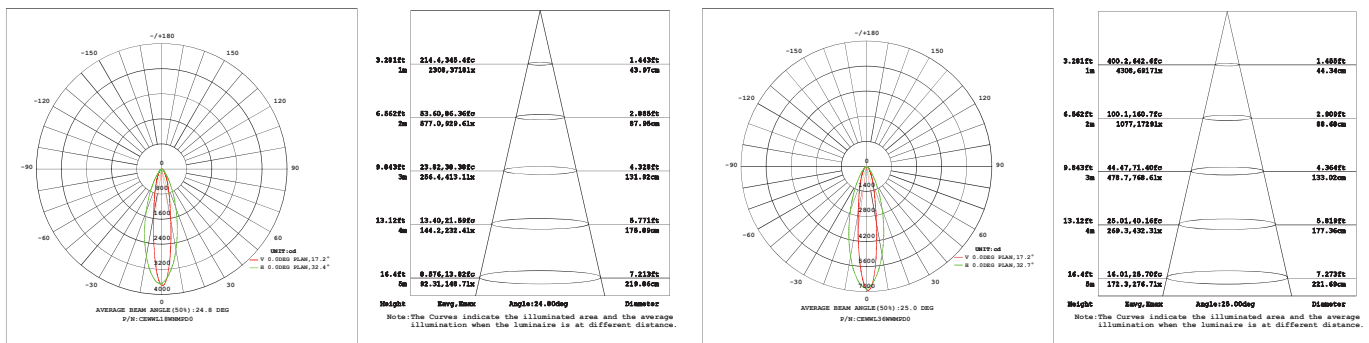 -/+180
-150
150
-120
120
-90
90
-60
60
-30
30
0
0
800
1600
2400
3200
4000
UNIT:cd
V 0.0DEG PLAN,17.2°
H 0.0DEG PLAN,32.4°
AVERAGE BEAM ANGLE(50%):24.8 DEG
P/N:CEWWL18WNMPD0
3.281ft 214.4,345.4fc 1.443ft
1m 2308,3718lx 43.97cm
6.562ft 53.60,86.36fc 2.885ft
2m 577.0,929.6lx 87.95cm
9.843ft 23.82,38.38fc 4.328ft
3m 256.4,413.1lx 131.92cm
13.12ft 13.40,21.59fc 5.771ft
4m 144.2,232.4lx 175.89cm
16.4ft 8.576,13.82fc 7.213ft
5m 92.31,148.7lx 219.86cm
Height Eavg,Emax Angle:24.80deg Diameter
Note:The Curves indicate the illuminated area and the average
illumination when the luminaire is at different distance.
-/+180
-150
150
-120
120
-90
90
-60
60
-30
30
0
0
1400
2800
4200
5600
7000
UNIT:cd
V 0.0DEG PLAN,17.2°
H 0.0DEG PLAN,32.7°
AVERAGE BEAM ANGLE(50%):25.0 DEG
P/N:CEWWL36WNMPD0
3.281ft 400.2,642.6fc 1.455ft
1m 4308,6917lx 44.34cm
6.562ft 100.1,160.7fc 2.909ft
2m 1077,1729lx 88.68cm
9.843ft 44.47,71.40fc 4.364ft
3m 478.7,768.6lx 133.02cm
13.12ft 25.01,40.16fc 5.819ft
4m 269.3,432.3lx 177.36cm
16.4ft 16.01,25.70fc 7.273ft
5m 172.3,276.7lx 221.69cm
Height Eavg,Emax Angle:25.00deg Diameter
Note:The Curves indicate the illuminated area and the average
illumination when the luminaire is at different distance.